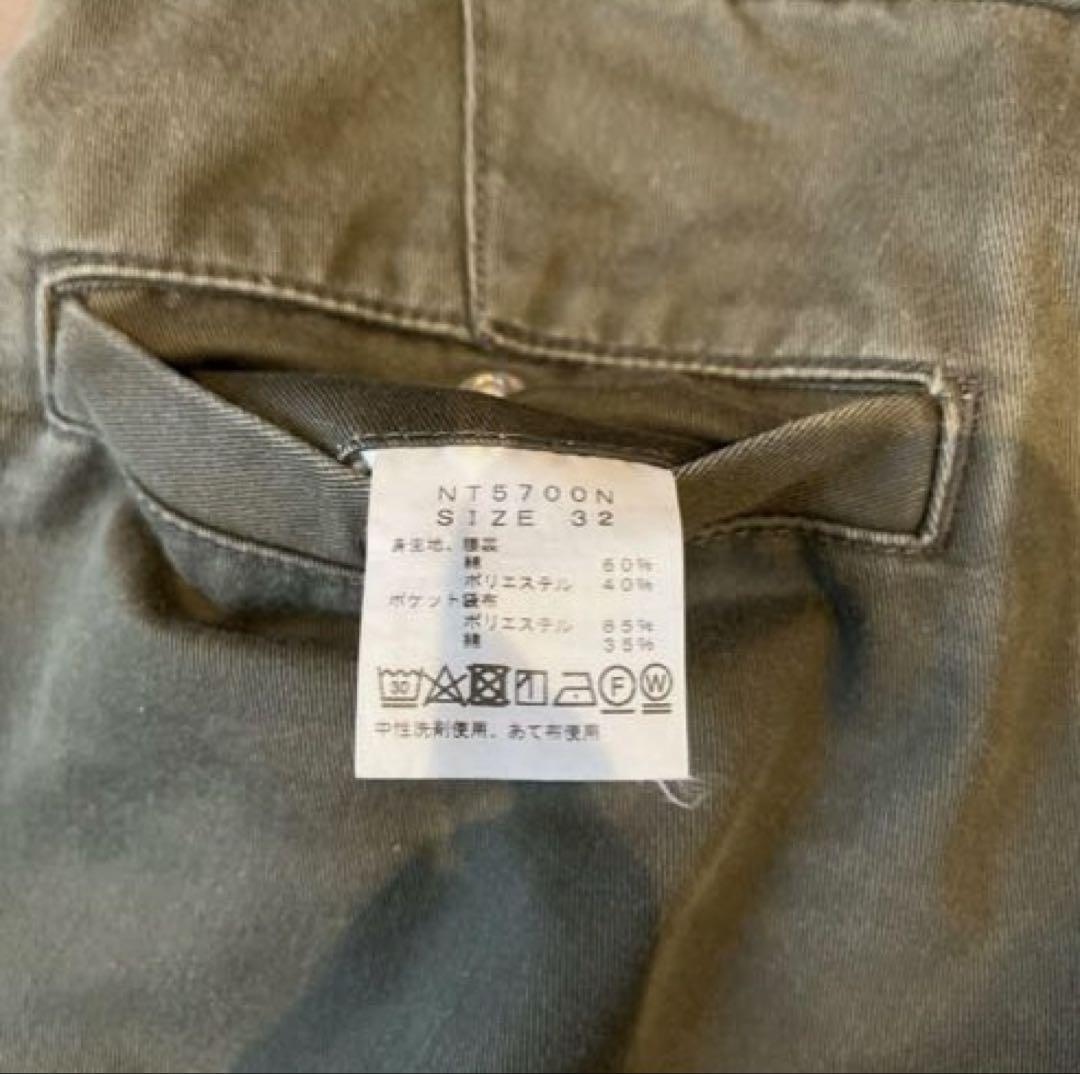 NT5700N
SIZE 32
身生地、腰裏
綿 60%
ポリエステル 40%
ポケット袋布
ポリエステル 65%
綿 35%
30 F W
中性洗剤使用、あて布使用